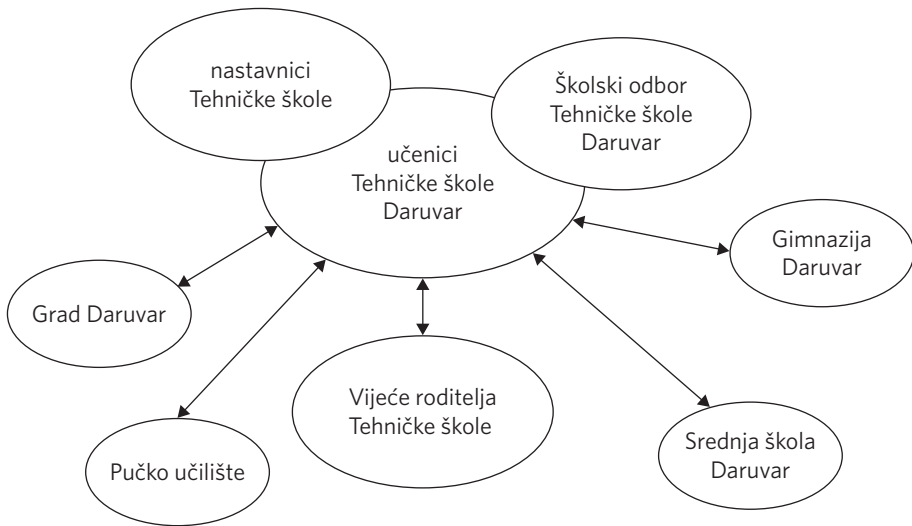 nastavnici
Tehničke škole
Školski odbor
Tehničke škole
Daruvar
učenici
Tehničke škole
Daruvar
Gimnazija
Daruvar
Grad Daruvar
Vijeće roditelja
Tehničke škole
Srednja škola
Daruvar
Pučko učilište